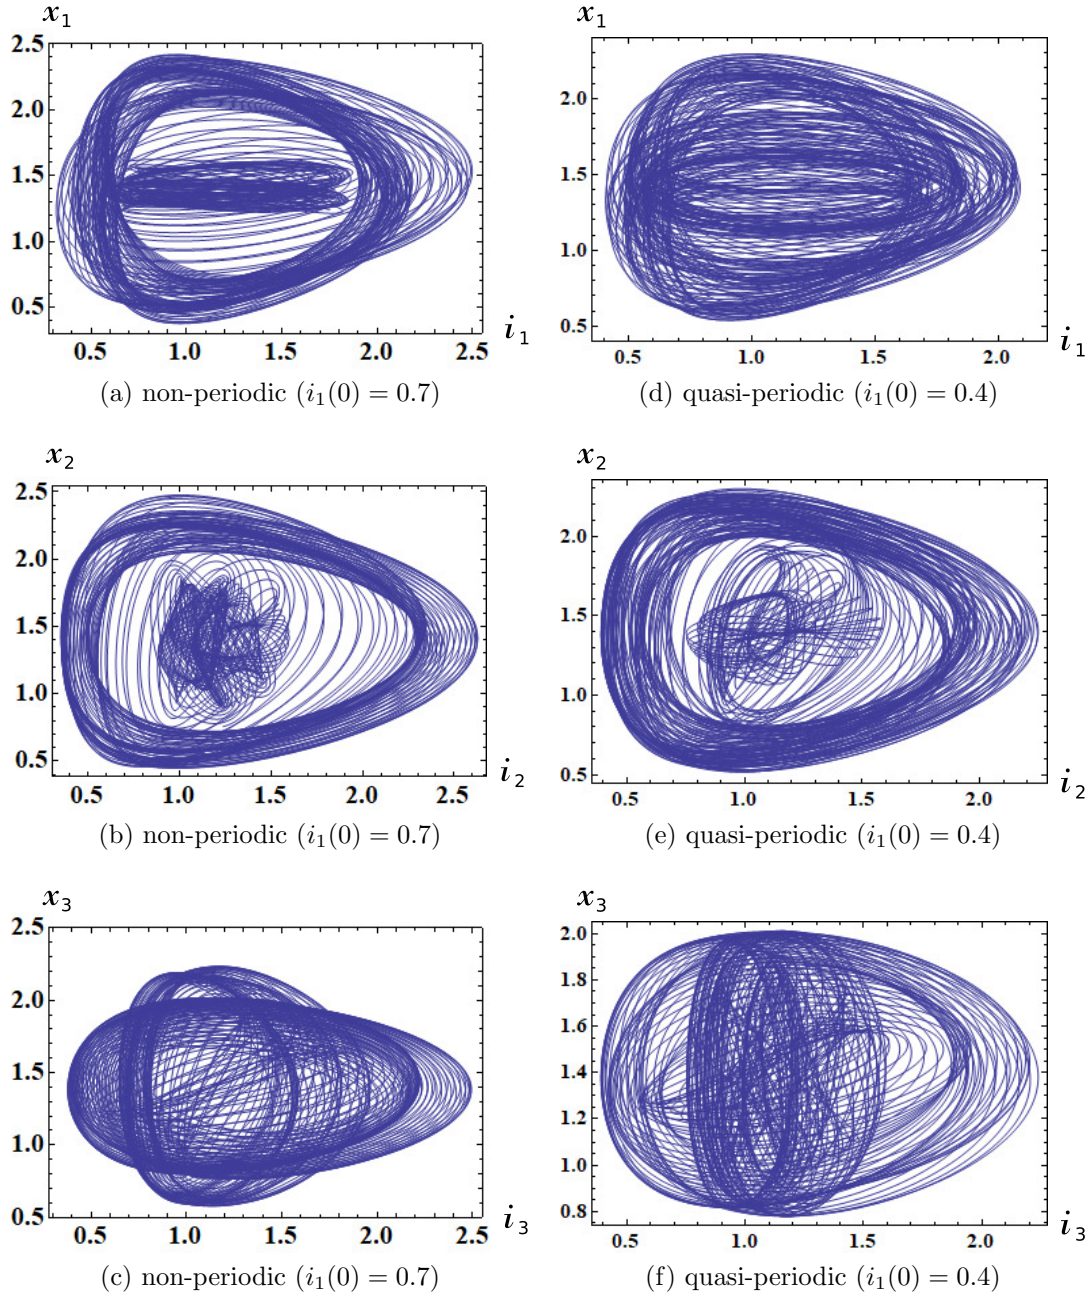 x1
2.5
2.0
1.5
1.0
0.5
0.5 1.0 1.5 2.0 2.5
i1
(a) non-periodic (i1(0) = 0.7)
x1
2.0
1.5
1.0
0.5
0.5 1.0 1.5 2.0
i1
(d) quasi-periodic (i1(0) = 0.4)
x2
2.5
2.0
1.5
1.0
0.5
0.5 1.0 1.5 2.0 2.5
i2
(b) non-periodic (i1(0) = 0.7)
x2
2.0
1.5
1.0
0.5
0.5 1.0 1.5 2.0
i2
(e) quasi-periodic (i1(0) = 0.4)
x3
2.5
2.0
1.5
1.0
0.5
0.5 1.0 1.5 2.0 2.5
i3
(c) non-periodic (i1(0) = 0.7)
x3
2.0
1.8
1.6
1.4
1.2
1.0
0.8
0.5 1.0 1.5 2.0
i3
(f) quasi-periodic (i1(0) = 0.4)